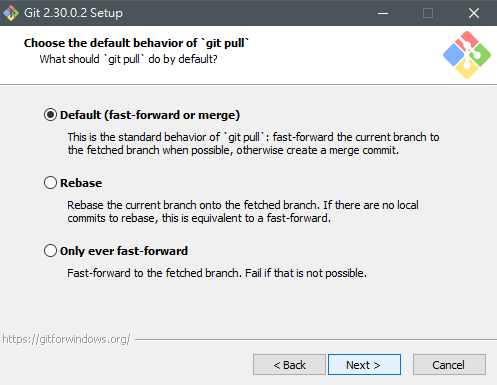 Git 2.30.0.2 Setup
Choose the default behavior of `git pull`
What should `git pull` do by default?
Default (fast-forward or merge)
This is the standard behavior of `git pull`: fast-forward the current branch to
the fetched branch when possible, otherwise create a merge commit.
Rebase
Rebase the current branch onto the fetched branch. If there are no local
commits to rebase, this is equivalent to a fast-forward.
Only ever fast-forward
Fast-forward to the fetched branch. Fail if that is not possible.
https://gitforwindows.org/
< Back
Next >
Cancel